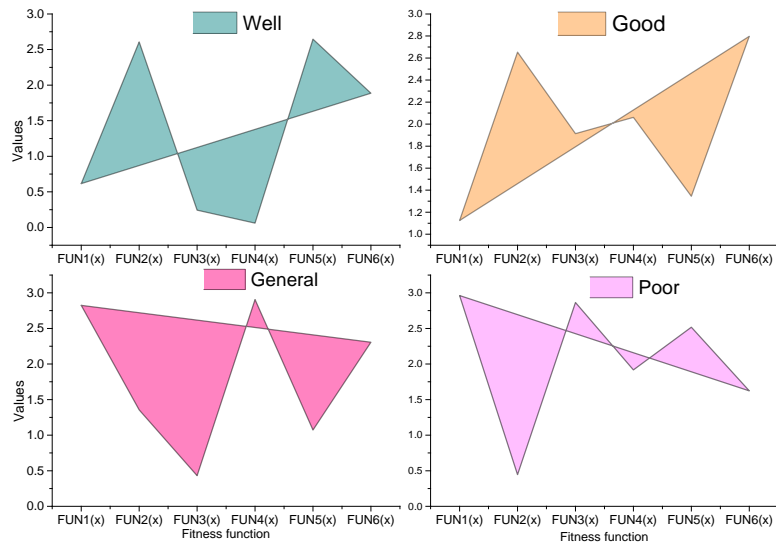 Well
Values
3.0
2.5
2.0
1.5
1.0
0.5
0.0
FUN1(x) FUN2(x) FUN3(x) FUN4(x) FUN5(x) FUN6(x)
Good
3.0
2.8
2.6
2.4
2.2
2.0
1.8
1.6
1.4
1.2
1.0
FUN1(x) FUN2(x) FUN3(x) FUN4(x) FUN5(x) FUN6(x)
General
Values
3.0
2.5
2.0
1.5
1.0
0.5
0.0
FUN1(x) FUN2(x) FUN3(x) FUN4(x) FUN5(x) FUN6(x)
Fitness function
Poor
3.0
2.5
2.0
1.5
1.0
0.5
0.0
FUN1(x) FUN2(x) FUN3(x) FUN4(x) FUN5(x) FUN6(x)
Fitness function